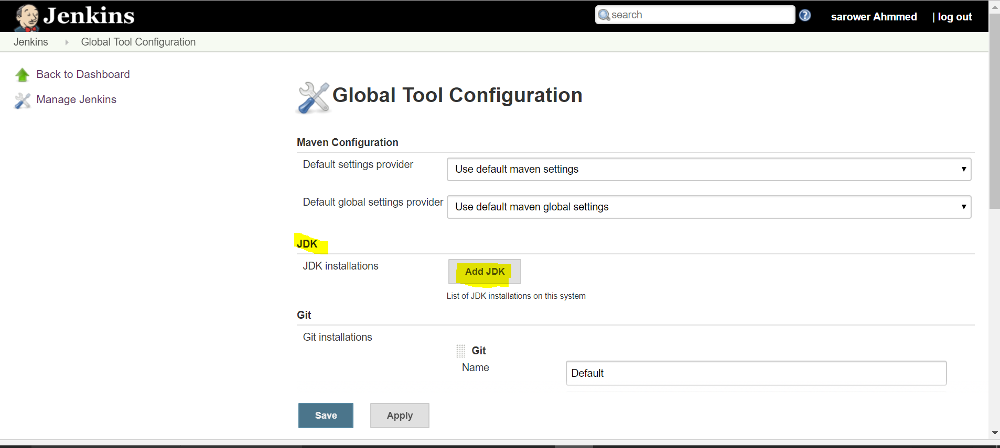 Jenkins
search
sarower Ahmmed
| log out
Jenkins
Global Tool Configuration
Back to Dashboard
Manage Jenkins
Global Tool Configuration
Maven Configuration
Default settings provider
Use default maven settings
Default global settings provider
Use default maven global settings
JDK
JDK installations
Add JDK
List of JDK installations on this system
Git
Git installations
Git
Name
Default
Save
Apply